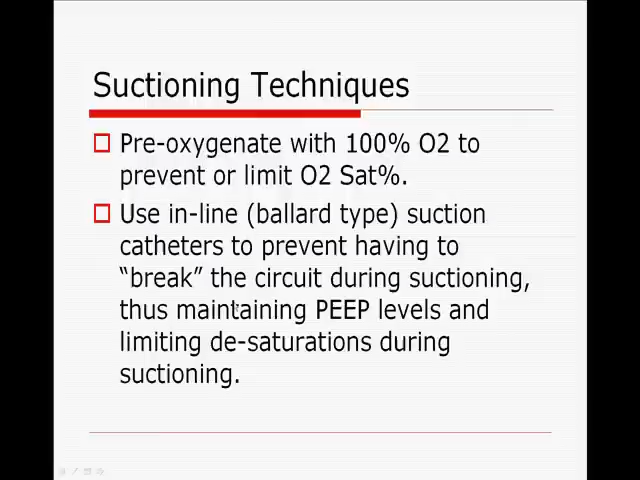 Suctioning Techniques
Pre-oxygenate with 100% O2 to
prevent or limit O2 Sat%.
Use in-line (ballard type) suction
catheters to prevent having to
“break” the circuit during suctioning,
thus maintaining PEEP levels and
limiting de-saturations during
suctioning.